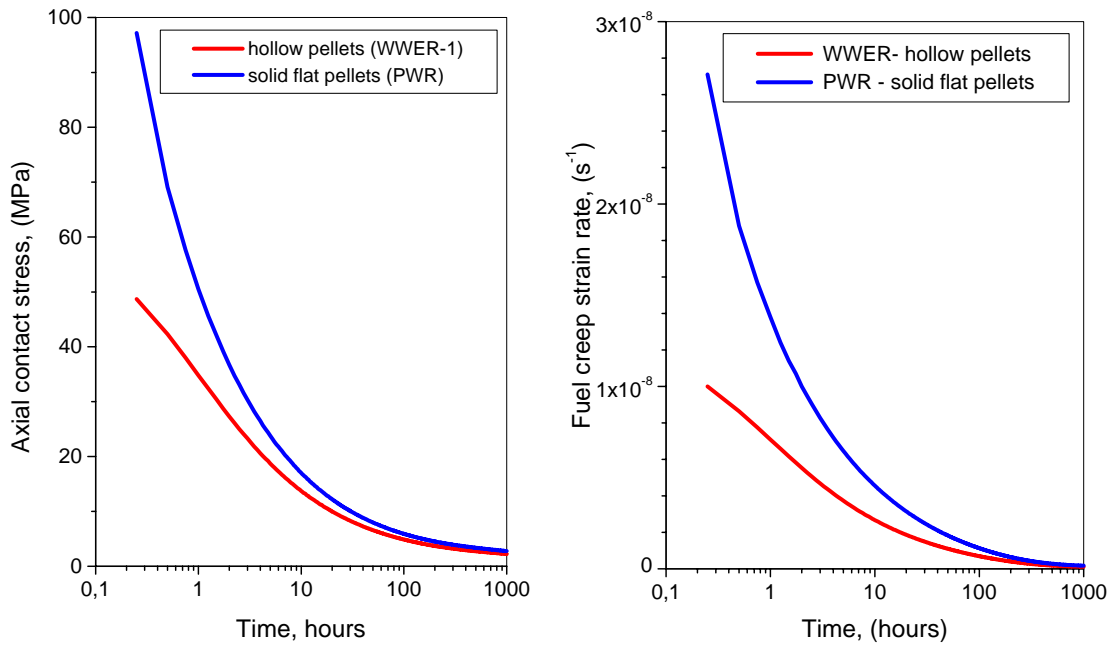 100
80
60
40
20
0
Axial contact stress, (MPa)
hollow pellets (WWER-1)
solid flat pellets (PWR)
0,1 1 10 100 1000
Time, hours
3x10⁻⁸
2x10⁻⁸
1x10⁻⁸
0
Fuel creep strain rate, (s⁻¹)
WWER- hollow pellets
PWR - solid flat pellets
0,1 1 10 100 1000
Time, (hours)